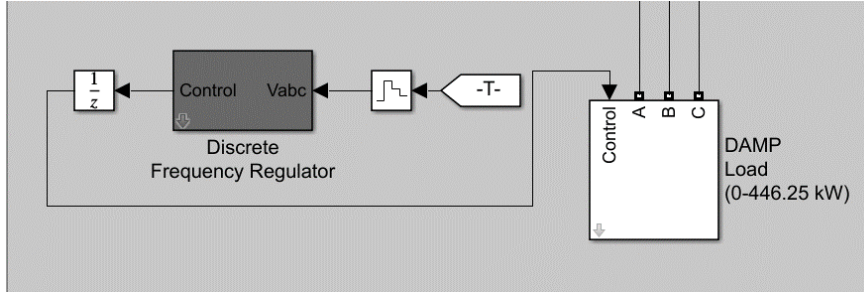 1
z
Control
Vabc
-T-
Discrete
Frequency Regulator
Control
A
B
C
DAMP
Load
(0-446.25 kW)